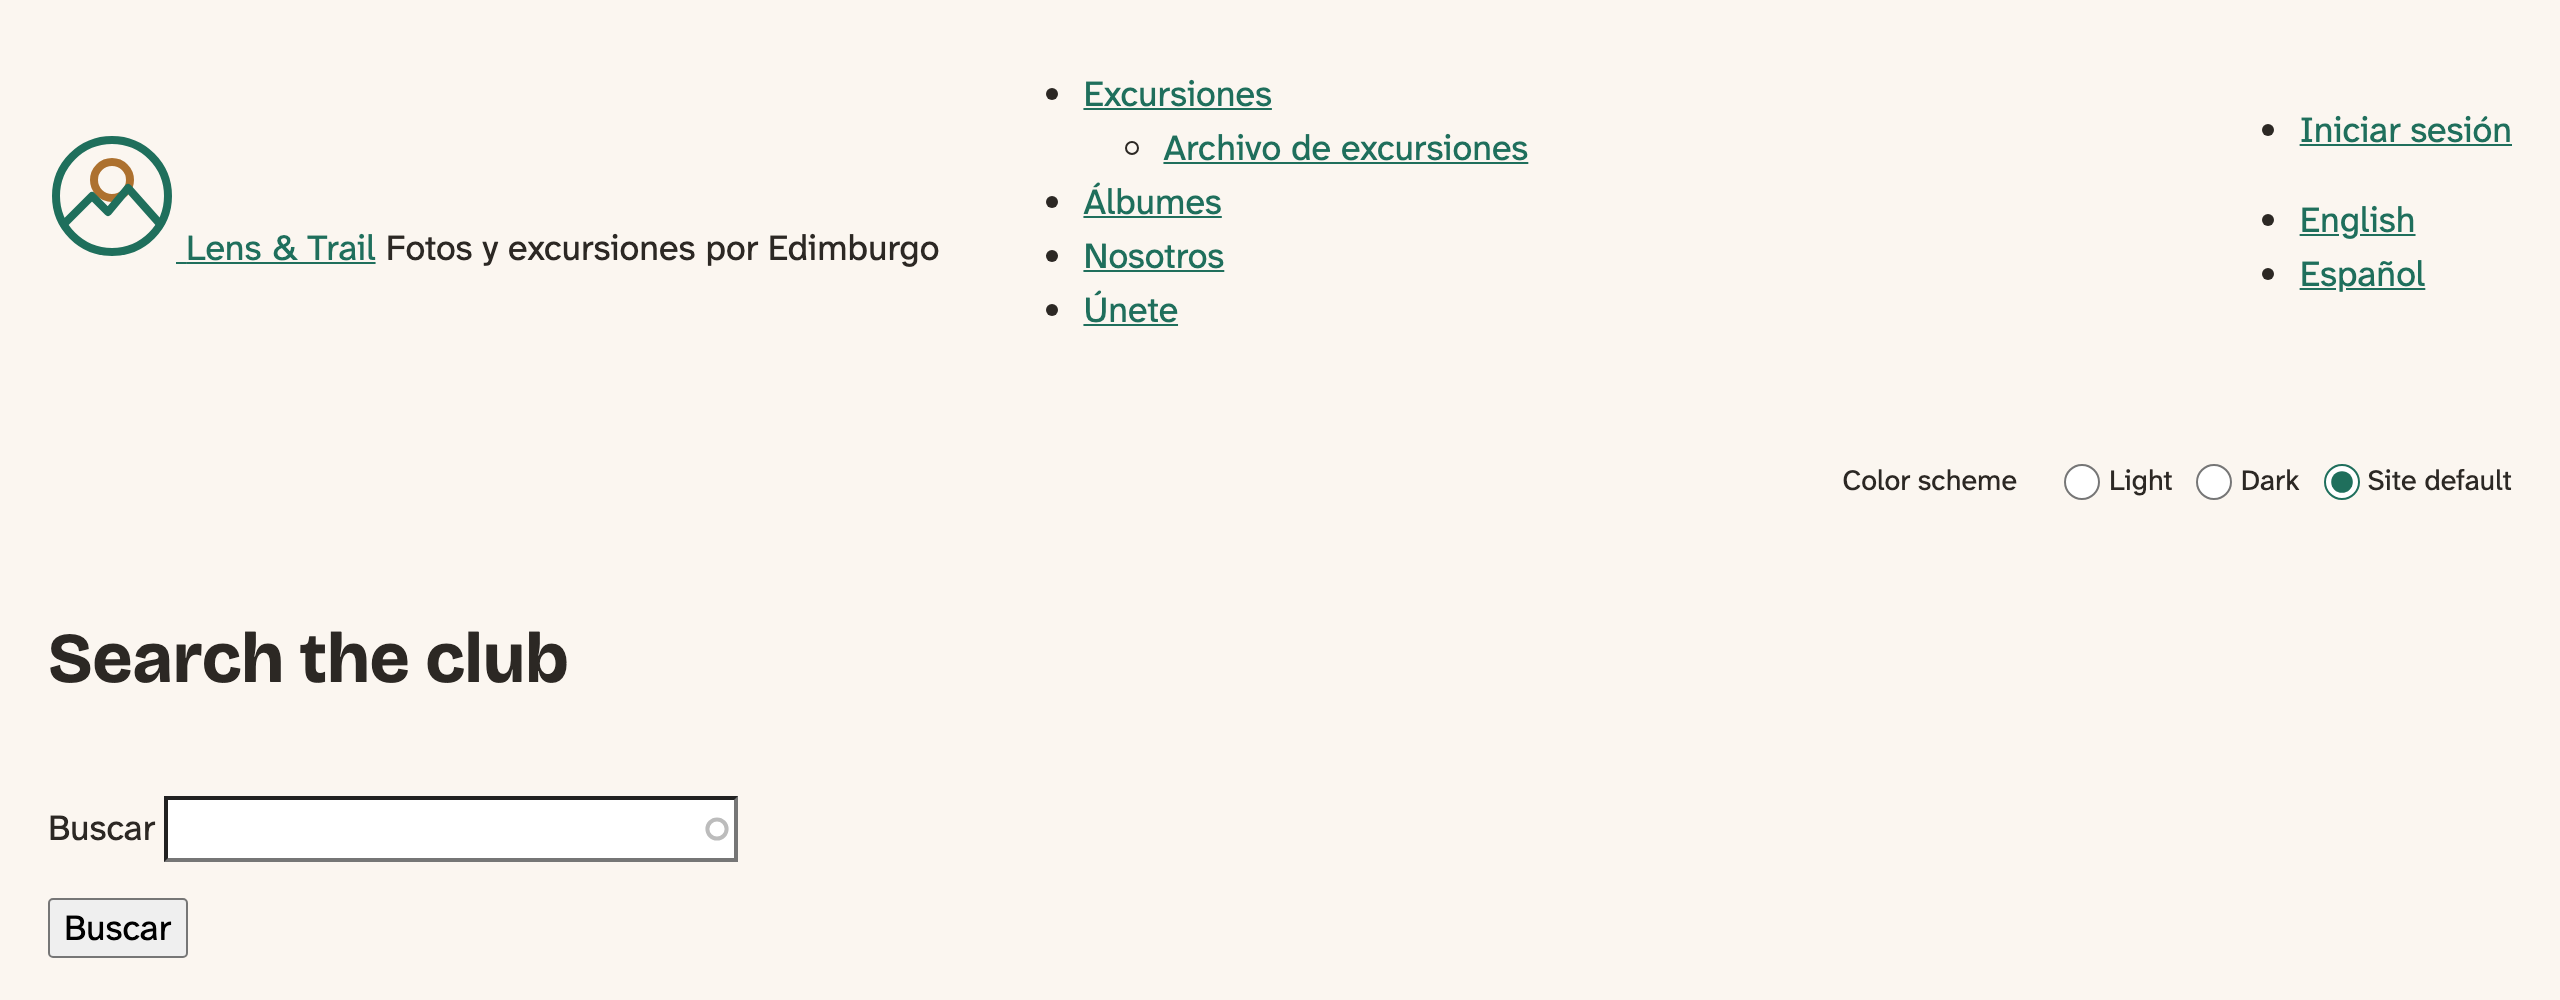 Lens & Trail Fotos y excursiones por Edimburgo
Excursiones
Archivo de excursiones
Álbumes
Nosotros
Únete
Iniciar sesión
English
Español
Color scheme Light Dark Site default
Search the club
Buscar
Buscar